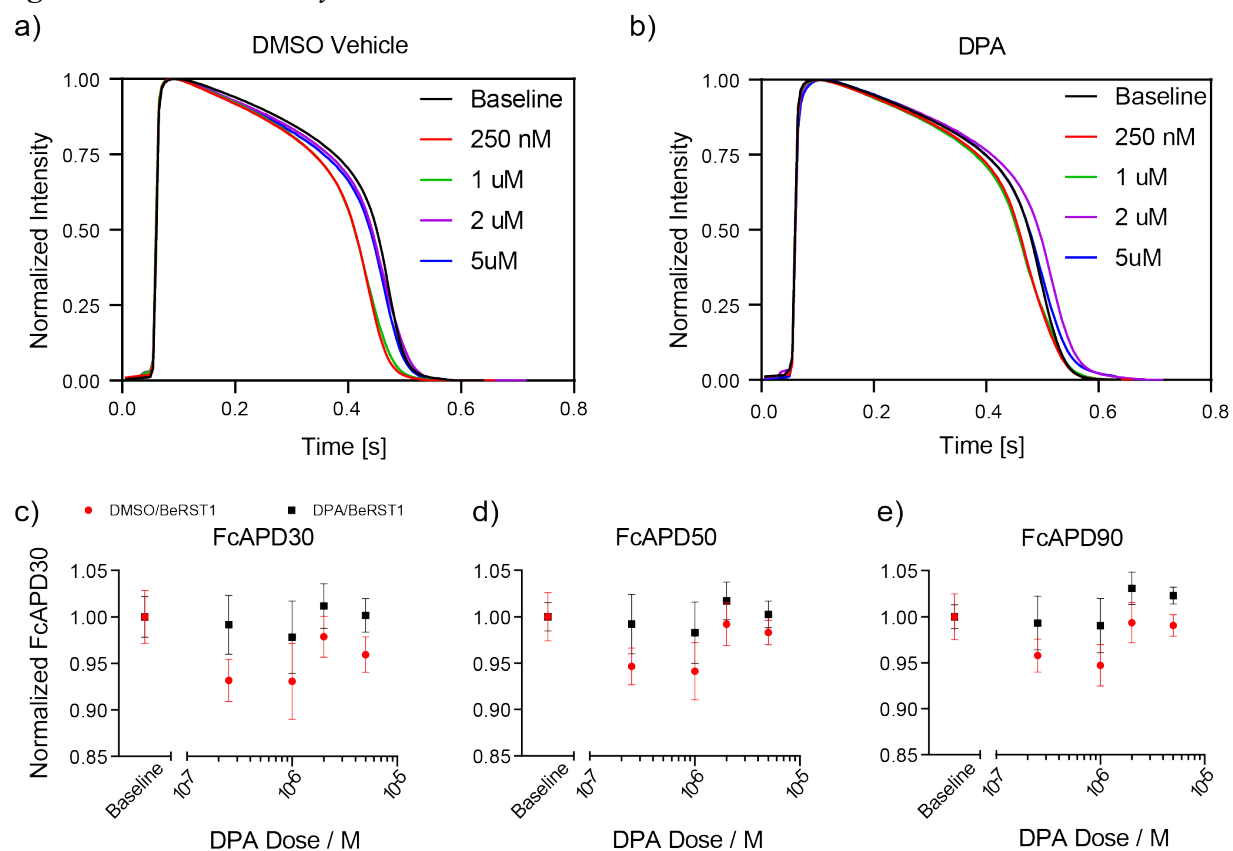 a)
b)
DMSO Vehicle
DPA
Normalized Intensity
1.00
0.75
0.50
0.25
0.00
0.0 0.2 0.4 0.6 0.8
Time [s]
Baseline
250 nM
1 uM
2 uM
5uM
Normalized Intensity
1.00
0.75
0.50
0.25
0.00
0.0 0.2 0.4 0.6 0.8
Time [s]
Baseline
250 nM
1 uM
2 uM
5uM
c)
DMSO/BeRST1
DPA/BeRST1
d)
e)
FcAPD30
FcAPD50
FcAPD90
Normalized FcAPD30
1.05
1.00
0.95
0.90
0.85
Baseline 10-7 10-6 10-5
DPA Dose / M
1.05
1.00
0.95
0.90
0.85
Baseline 10-7 10-6 10-5
DPA Dose / M
1.05
1.00
0.95
0.90
0.85
Baseline 10-7 10-6 10-5
DPA Dose / M